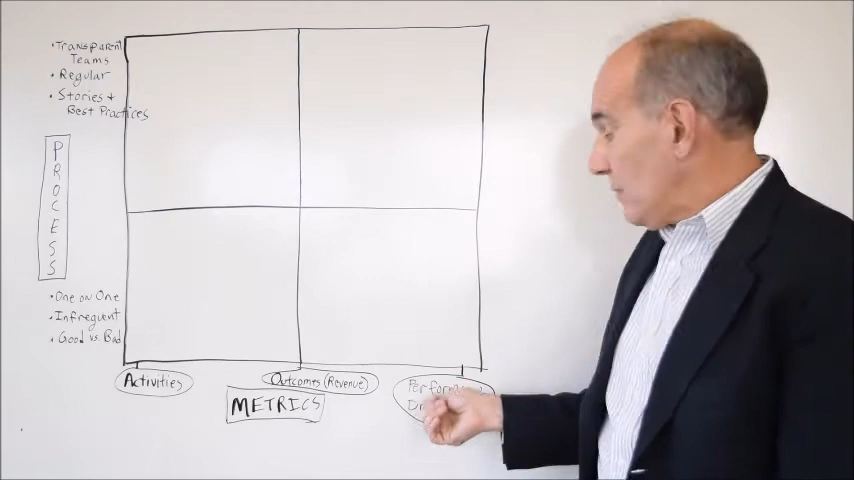 • Transparent
Teams
• Regular
• Stories +
Best Practices
PROCESS
• One on One
• Infrequent
• Good vs. Bad
Activities
Outcomes (Revenue)
METRICS